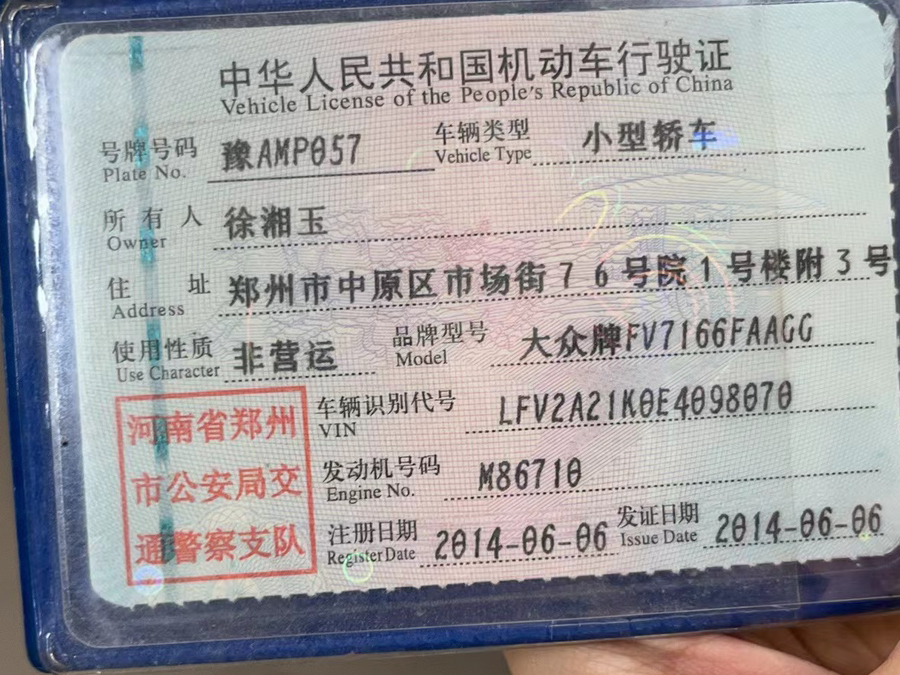 中华人民共和国机动车行驶证
Vehicle License of the People's Republic of China
号牌号码 豫AMP057 车辆类型 小型轿车
Plate No. Vehicle Type
所有人 徐湘玉
Owner
住址 郑州市中原区市场街76号院1号楼附3号
Address
使用性质 非营运 品牌型号 大众牌FV7166FAAGG
Use Character Model
车辆识别代号 LFV2A21K0E4098070
VIN
发动机号码 M86710
Engine No.
注册日期 2014-06-06 发证日期 2014-06-06
Register Date Issue Date
河南省郑州
市公安局交
通警察支队